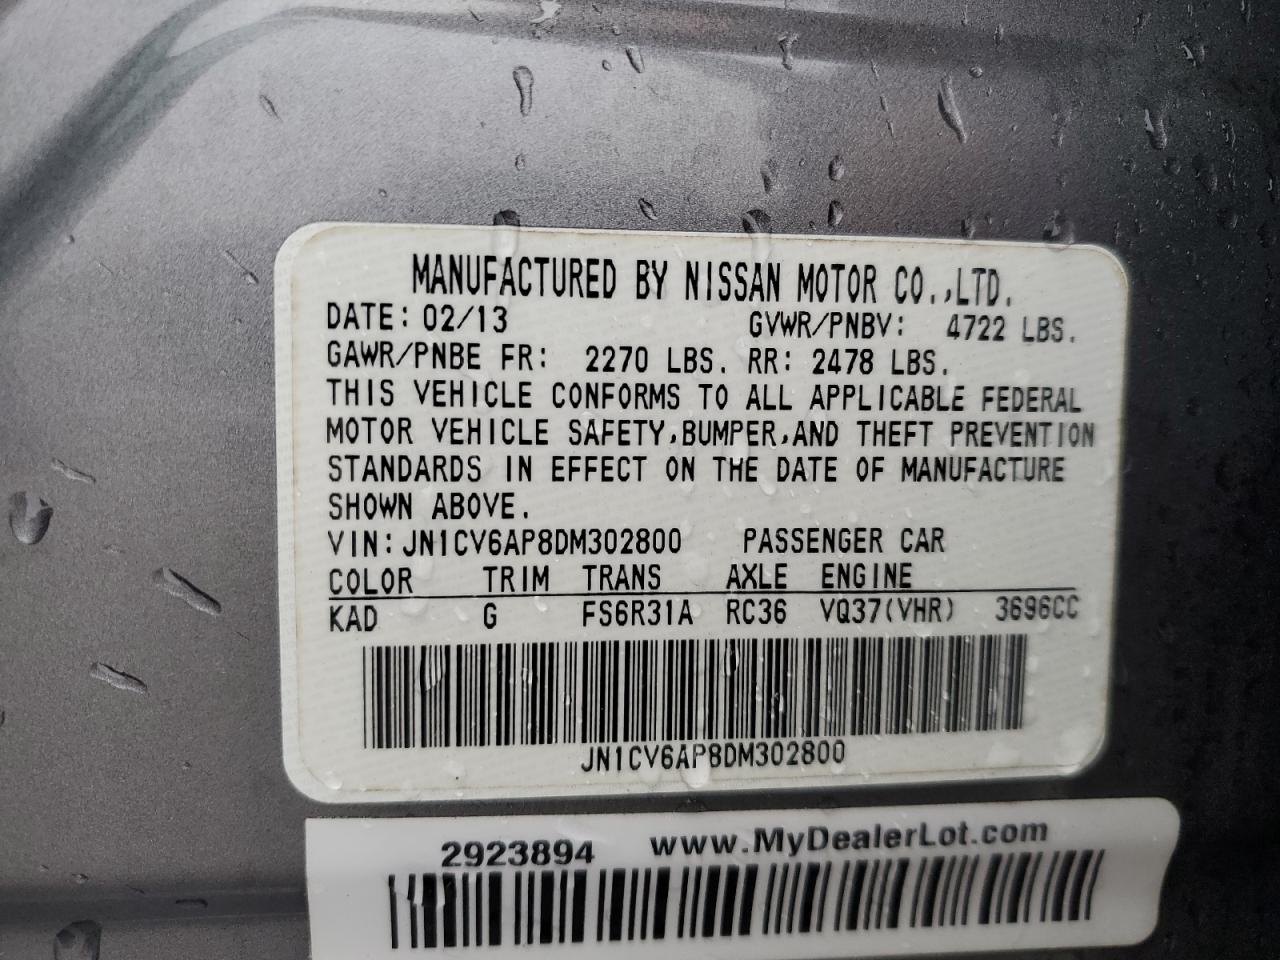 MANUFACTURED BY NISSAN MOTOR CO.,LTD.
DATE: 02/13 GVWR/PNBV: 4722 LBS.
GAWR/PNBE FR: 2270 LBS. RR: 2478 LBS.
THIS VEHICLE CONFORMS TO ALL APPLICABLE FEDERAL
MOTOR VEHICLE SAFETY,BUMPER,AND THEFT PREVENTION
STANDARDS IN EFFECT ON THE DATE OF MANUFACTURE
SHOWN ABOVE.
VIN:JN1CV6AP8DM302800 PASSENGER CAR
COLOR TRIM TRANS AXLE ENGINE
KAD G FS6R31A RC36 VQ37(VHR) 3696CC
JN1CV6AP8DM302800
2923894 www.MyDealerLot.com